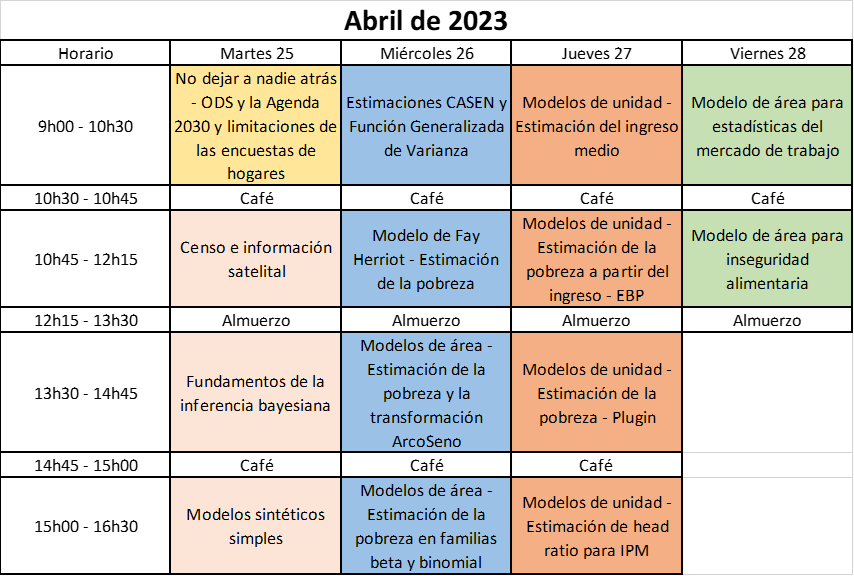 Abril de 2023
Horario
Martes 25
Miércoles 26
Jueves 27
Viernes 28
9h00 - 10h30
No dejar a nadie atrás
- ODS y la Agenda
2030 y limitaciones de
las encuestas de
hogares
Estimaciones CASEN y
Función Generalizada
de Varianza
Modelos de unidad -
Estimación del ingreso
medio
Modelo de área para
estadísticas del
mercado de trabajo
10h30 - 10h45
Café
Café
Café
Café
10h45 - 12h15
Censo e información
satelital
Modelo de Fay
Herriot - Estimación
de la pobreza
Modelos de unidad -
Estimación de la
pobreza a partir del
ingreso - EBP
Modelo de área para
inseguridad
alimentaria
12h15 - 13h30
Almuerzo
Almuerzo
Almuerzo
Almuerzo
13h30 - 14h45
Fundamentos de la
inferencia bayesiana
Modelos de área -
Estimación de la
pobreza y la
transformación
ArcoSeno
Modelos de unidad -
Estimación de la
pobreza - Plugin
14h45 - 15h00
Café
Café
Café
15h00 - 16h30
Modelos sintéticos
simples
Modelos de área -
Estimación de la
pobreza en familias
beta y binomial
Modelos de unidad -
Estimación de head
ratio para IPM